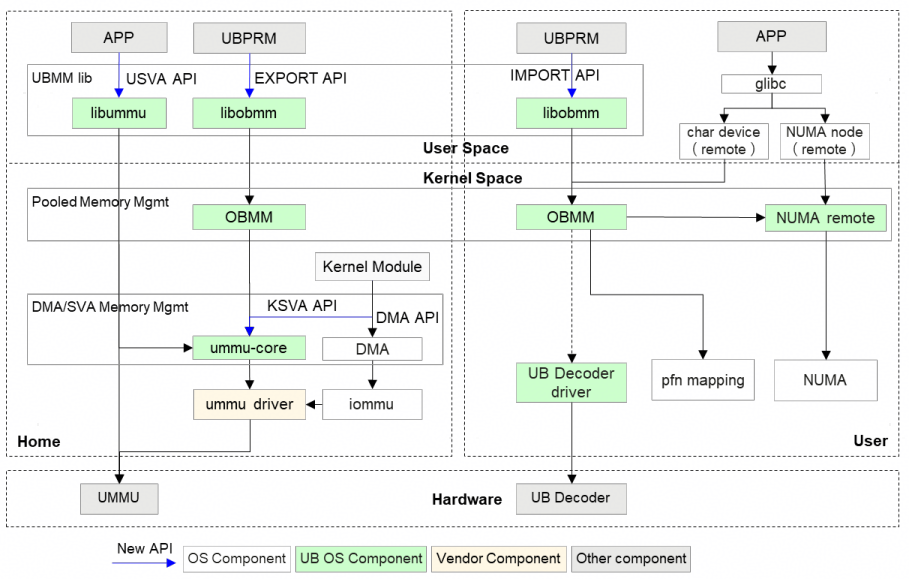 APP
UBPRM
UBPRM
APP
UBMM lib
USVA API
EXPORT API
IMPORT API
glibc
libummu
libobmm
libobmm
char device
（remote）
NUMA node
（remote）
User Space
Kernel Space
Pooled Memory Mgmt
OBMM
OBMM
NUMA remote
Kernel Module
DMA/SVA Memory Mgmt
KSVA API
DMA API
ummu-core
DMA
UB Decoder
driver
pfn mapping
NUMA
ummu driver
iommu
Home
User
UMMU
Hardware
UB Decoder
New API
OS Component
UB OS Component
Vendor Component
Other component